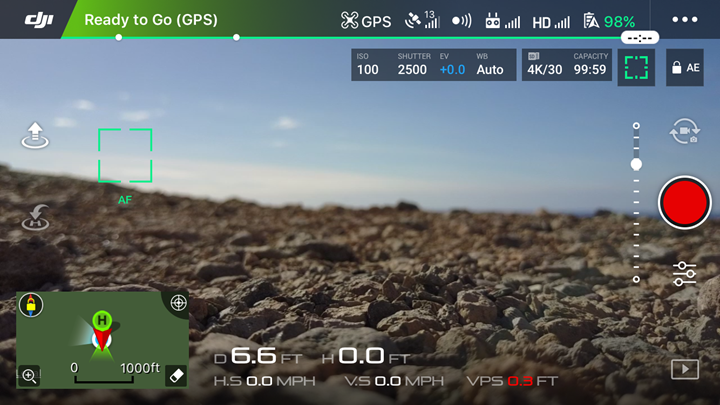 dji
Ready to Go (GPS)
GPS
13
HD
98%
--:--
ISO
100
SHUTTER
2500
EV
+0.0
WB
Auto
4K/30
CAPACITY
99:59
AE
AF
H
H
0
1000ft
D 6.6 FT H 0.0 FT
H.S 0.0 MPH V.S 0.0 MPH VPS 0.3 FT